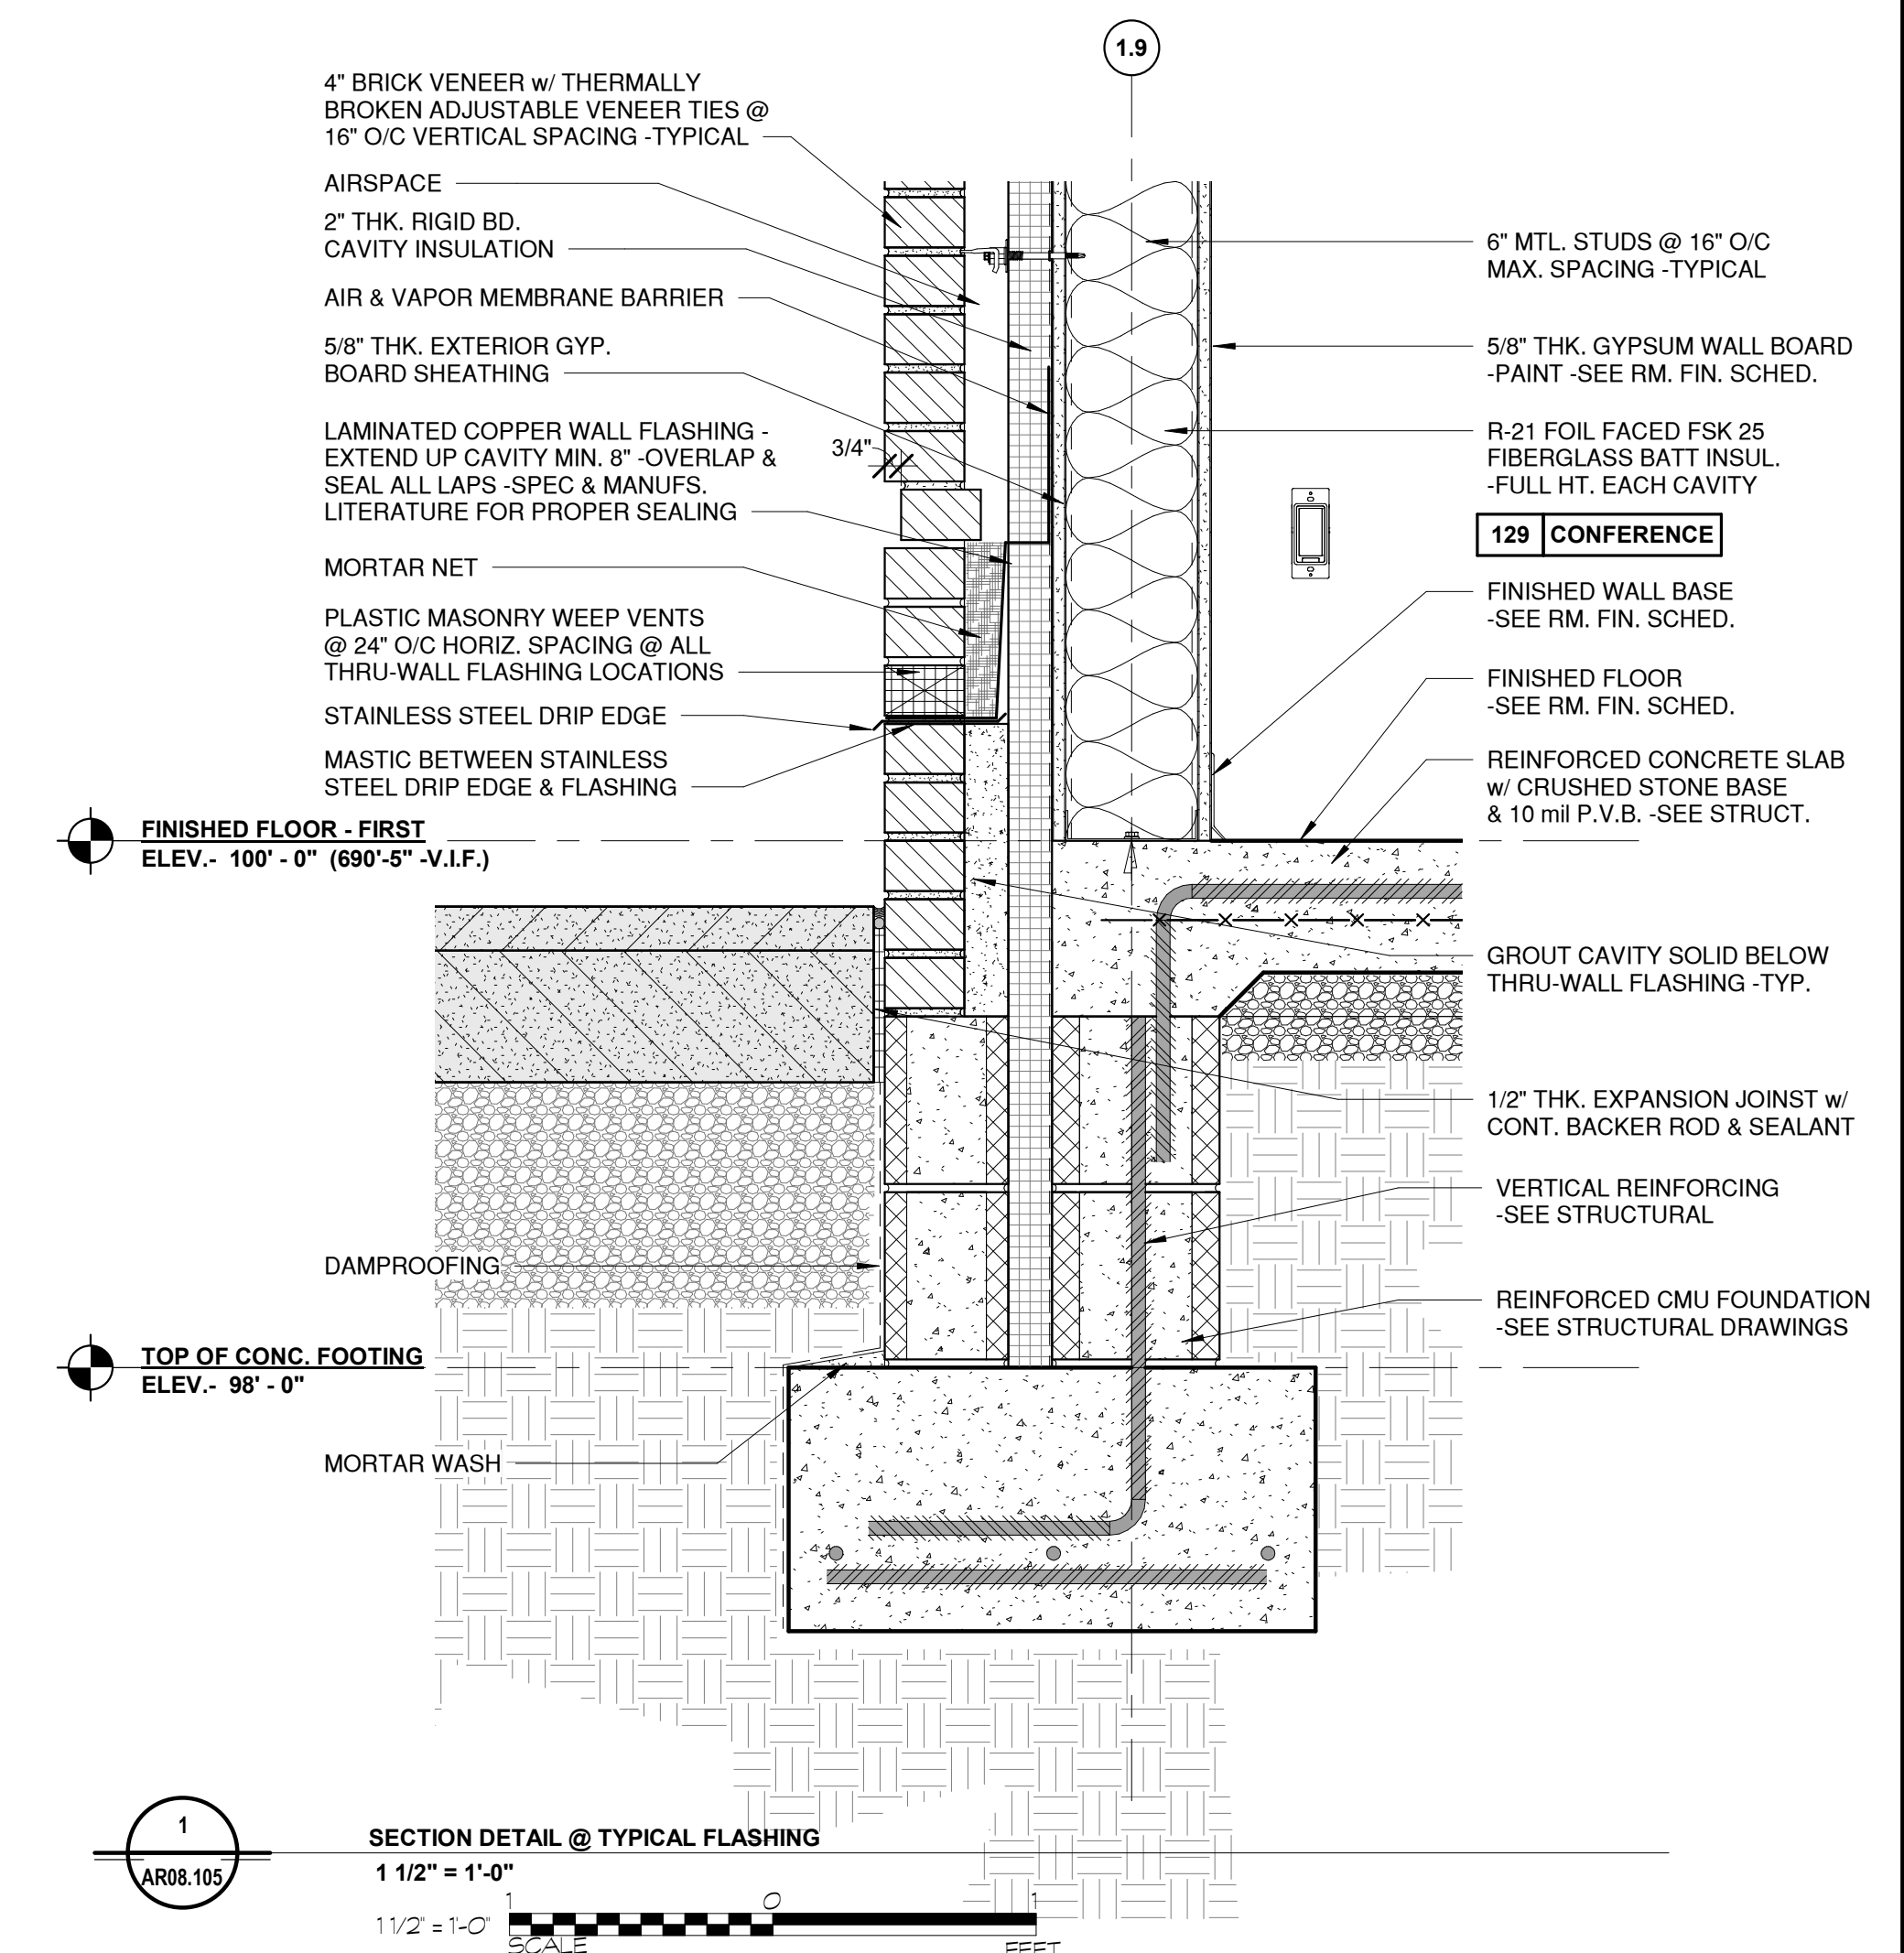 1.9
4" BRICK VENEER w/ THERMALLY
BROKEN ADJUSTABLE VENEER TIES @
16" O/C VERTICAL SPACING -TYPICAL
AIRSPACE
2" THK. RIGID BD.
CAVITY INSULATION
AIR & VAPOR MEMBRANE BARRIER
5/8" THK. EXTERIOR GYP.
BOARD SHEATHING
LAMINATED COPPER WALL FLASHING -
EXTEND UP CAVITY MIN. 8" -OVERLAP &
SEAL ALL LAPS -SPEC & MANUFS.
LITERATURE FOR PROPER SEALING
3/4"
MORTAR NET
PLASTIC MASONRY WEEP VENTS
@ 24" O/C HORIZ. SPACING @ ALL
THRU-WALL FLASHING LOCATIONS
STAINLESS STEEL DRIP EDGE
MASTIC BETWEEN STAINLESS
STEEL DRIP EDGE & FLASHING
FINISHED FLOOR - FIRST
ELEV.- 100' - 0" (690'-5" -V.I.F.)
DAMPROOFING
TOP OF CONC. FOOTING
ELEV.- 98' - 0"
MORTAR WASH
6" MTL. STUDS @ 16" O/C
MAX. SPACING -TYPICAL
5/8" THK. GYPSUM WALL BOARD
-PAINT -SEE RM. FIN. SCHED.
R-21 FOIL FACED FSK 25
FIBERGLASS BATT INSUL.
-FULL HT. EACH CAVITY
129 CONFERENCE
FINISHED WALL BASE
-SEE RM. FIN. SCHED.
FINISHED FLOOR
-SEE RM. FIN. SCHED.
REINFORCED CONCRETE SLAB
w/ CRUSHED STONE BASE
& 10 mil P.V.B. -SEE STRUCT.
GROUT CAVITY SOLID BELOW
THRU-WALL FLASHING -TYP.
1/2" THK. EXPANSION JOINST w/
CONT. BACKER ROD & SEALANT
VERTICAL REINFORCING
-SEE STRUCTURAL
REINFORCED CMU FOUNDATION
-SEE STRUCTURAL DRAWINGS
1
AR08.105
SECTION DETAIL @ TYPICAL FLASHING
1 1/2" = 1'-0"
1 0 1
1 1/2" = 1'-0"
SCALE FEET